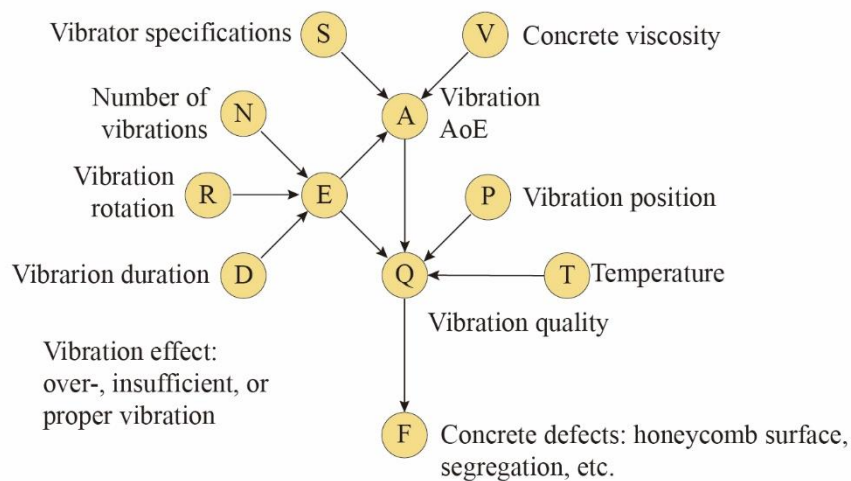 Vibrator specifications S
V Concrete viscosity
Number of
vibrations
N
A
Vibration
AoE
Vibration
rotation
R
E
P Vibration position
Vibrarion duration D
Q
T Temperature
Vibration quality
Vibration effect:
over-, insufficient, or
proper vibration
F
Concrete defects: honeycomb surface,
segregation, etc.